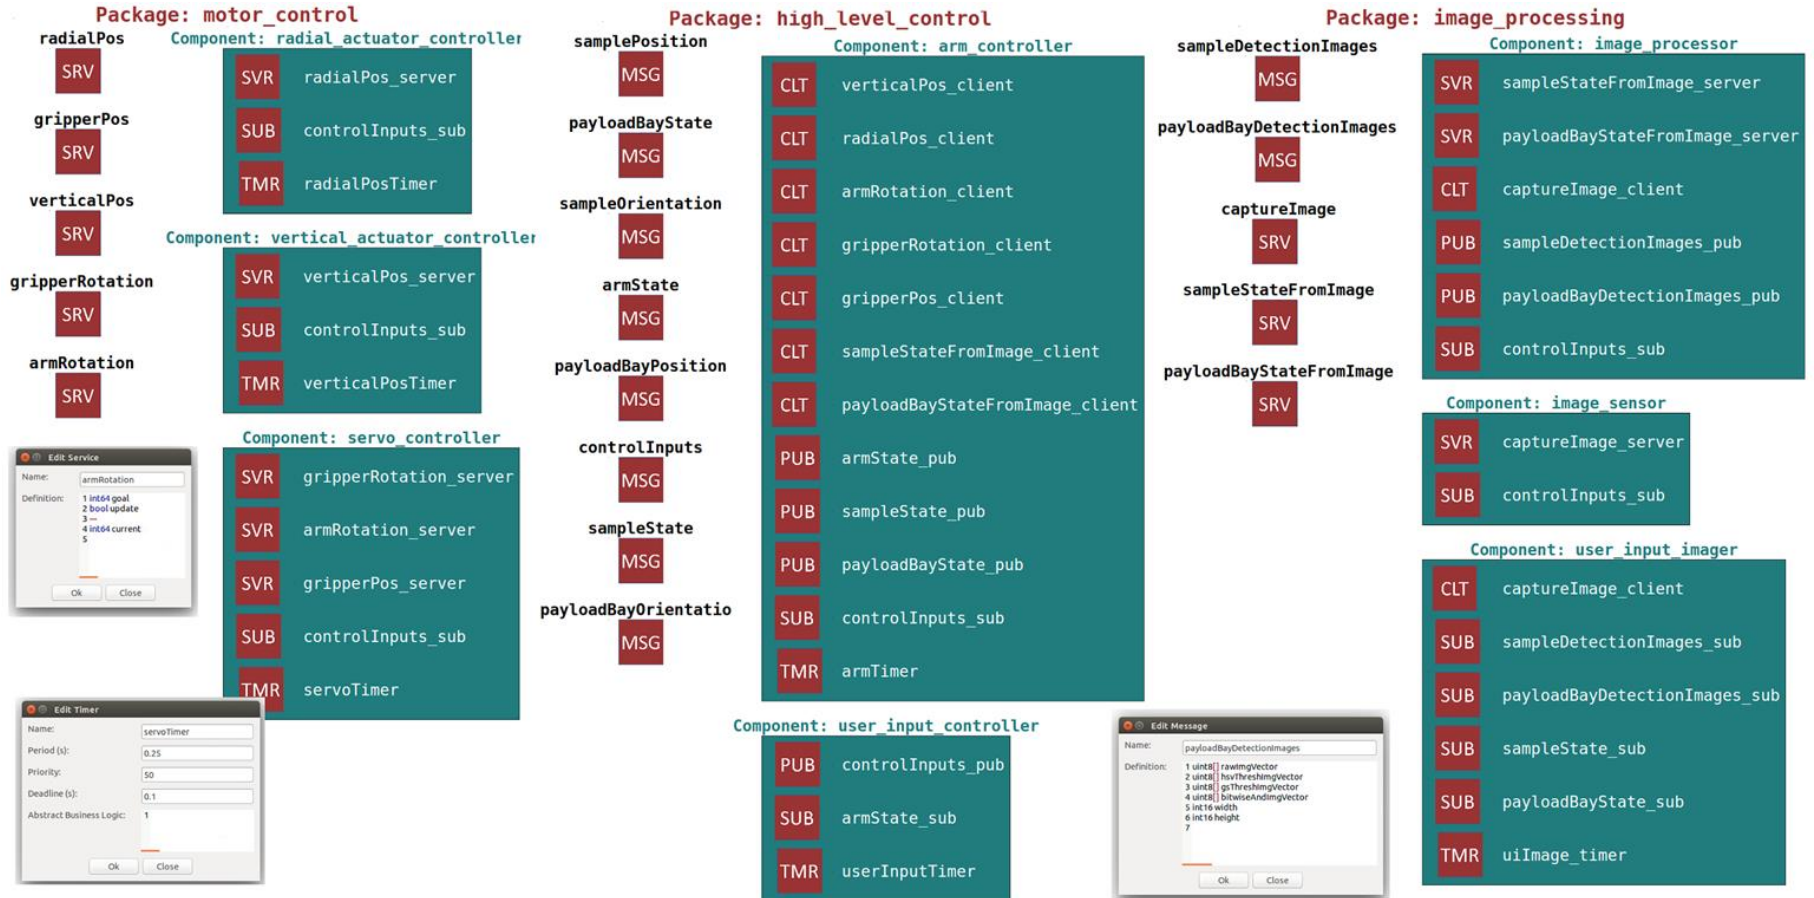 Package: motor_control
radialPos
SRV
gripperPos
SRV
verticalPos
SRV
gripperRotation
SRV
armRotation
SRV
Component: radial_actuator_controller
SVR radialPos_server
SUB controlInputs_sub
TMR radialPosTimer
Component: vertical_actuator_controller
SVR verticalPos_server
SUB controlInputs_sub
TMR verticalPosTimer
Component: servo_controller
SVR gripperRotation_server
SVR armRotation_server
SVR gripperPos_server
SUB controlInputs_sub
TMR servoTimer
Edit Service
Name: armRotation
Definition: 1 int64 goal
2 bool update
3 ---
4 int64 current
5
Ok Close
Edit Timer
Name: servoTimer
Period (s): 0.25
Priority: 50
Deadline (s): 0.1
Abstract Business Logic: 1
Ok Close
Package: high_level_control
samplePosition
MSG
payloadBayState
MSG
sampleOrientation
MSG
armState
MSG
payloadBayPosition
MSG
controlInputs
MSG
sampleState
MSG
payloadBayOrientatio
MSG
Component: arm_controller
CLT verticalPos_client
CLT radialPos_client
CLT armRotation_client
CLT gripperRotation_client
CLT gripperPos_client
CLT sampleStateFromImage_client
CLT payloadBayStateFromImage_client
PUB armState_pub
PUB sampleState_pub
PUB payloadBayState_pub
SUB controlInputs_sub
TMR armTimer
Component: user_input_controller
PUB controlInputs_pub
SUB armState_sub
TMR userInputTimer
Package: image_processing
sampleDetectionImages
MSG
payloadBayDetectionImages
MSG
captureImage
SRV
sampleStateFromImage
SRV
payloadBayStateFromImage
SRV
Component: image_processor
SVR sampleStateFromImage_server
SVR payloadBayStateFromImage_server
CLT captureImage_client
PUB sampleDetectionImages_pub
PUB payloadBayDetectionImages_pub
SUB controlInputs_sub
Component: image_sensor
SVR captureImage_server
SUB controlInputs_sub
Component: user_input_imager
CLT captureImage_client
SUB sampleDetectionImages_sub
SUB payloadBayDetectionImages_sub
SUB sampleState_sub
SUB payloadBayState_sub
TMR uiImage_timer
Edit Message
Name: payloadBayDetectionImages
Definition: 1 uint8[] rawImgVector
2 uint8[] hsvThreshImgVector
3 uint8[] gsThreshImgVector
4 uint8[] bitwiseAndImgVector
5 int16 width
6 int16 height
7
Ok Close